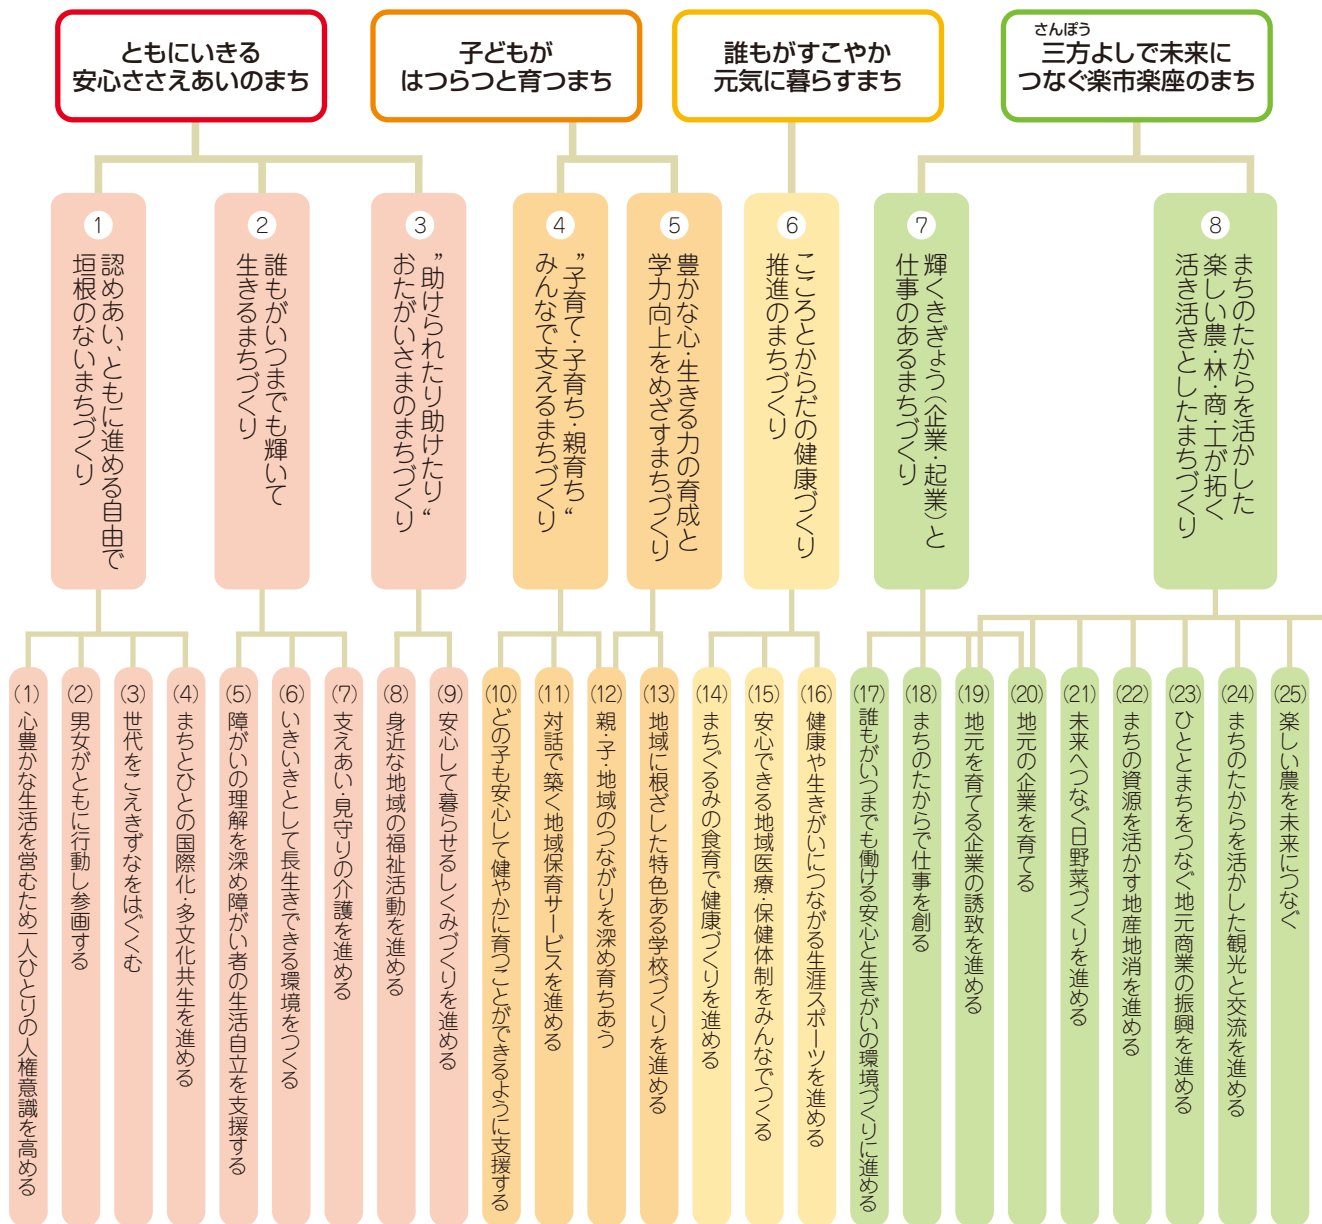 ともにいきる
安心ささえあいのまち
子どもが
はつらつと育つまち
誰もがすこやか
元気に暮らすまち
さんぽう
三方よしで未来に
つなぐ楽市楽座のまち
1
認めあい、ともに進める自由で
垣根のないまちづくり
2
誰もがいつまでも輝いて
生きるまちづくり
3
”助けられたり助けたり“
おたがいさまのまちづくり
4
”子育て・子育ち・親育ち“
みんなで支えるまちづくり
5
豊かな心・生きる力の育成と
学力向上をめざすまちづくり
6
こころとからだの健康づくり
推進のまちづくり
7
輝くきぎょう（企業・起業）と
仕事のあるまちづくり
8
まちのたからを活かした
楽しい農・林・商・工が拓く
活き活きとしたまちづくり
(1) 心豊かな生活を営むため一人ひとりの人権意識を高める
(2) 男女がともに行動し参画する
(3) 世代をこえきずなをはぐくむ
(4) まちとひとの国際化・多文化共生を進める
(5) 障がいの理解を深め障がい者の生活自立を支援する
(6) いきいきとして長生きできる環境をつくる
(7) 支えあい・見守りの介護を進める
(8) 身近な地域の福祉活動を進める
(9) 安心して暮らせるしくみづくりを進める
(10) どの子も安心して健やかに育つことができるように支援する
(11) 対話で築く地域保育サービスを進める
(12) 親・子・地域のつながりを深め育ちあう
(13) 地域に根ざした特色ある学校づくりを進める
(14) まちぐるみの食育で健康づくりを進める
(15) 安心できる地域医療・保健体制をみんなでつくる
(16) 健康や生きがいにつながる生涯スポーツを進める
(17) 誰もがいつまでも働ける安心と生きがいの環境づくりに進める
(18) まちのたからで仕事を創る
(19) 地元を育てる企業の誘致を進める
(20) 地元の企業を育てる
(21) 未来へつなぐ日野菜づくりを進める
(22) まちの資源を活かす地産地消を進める
(23) ひととまちをつなぐ地元商業の振興を進める
(24) まちのたからを活かした観光と交流を進める
(25) 楽しい農を未来につなぐ